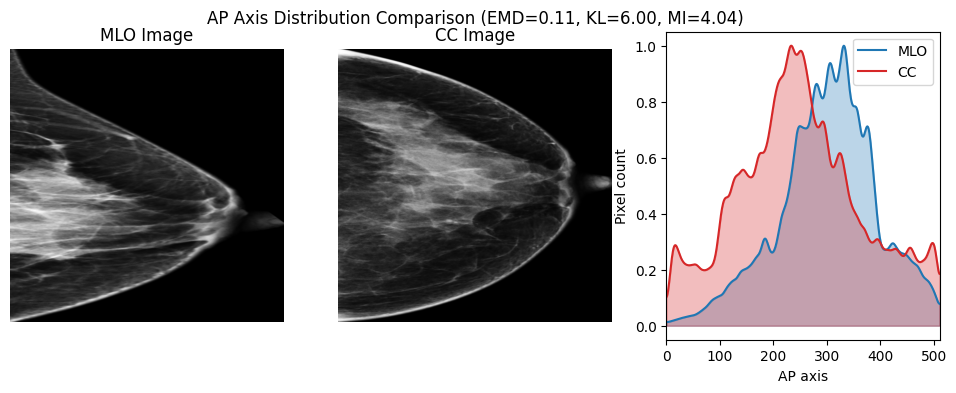 AP Axis Distribution Comparison (EMD=0.11, KL=6.00, MI=4.04)
MLO Image
CC Image
MLO
CC
Pixel count
1.0
0.8
0.6
0.4
0.2
0.0
0 100 200 300 400 500
AP axis